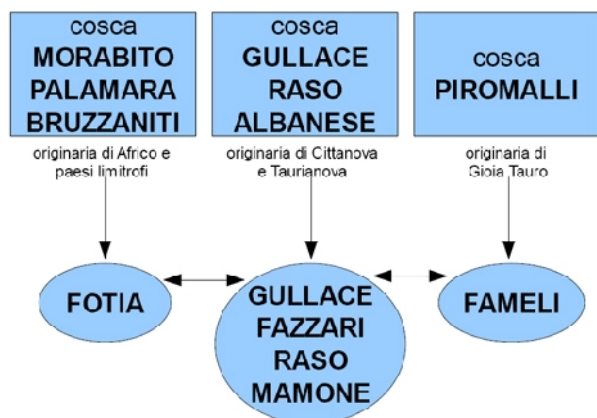 cosca
MORABITO
PALAMARA
BRUZZANITI
originaria di Africo e
paesi limitrofi
cosca
GULLACE
RASO
ALBANESE
originaria di Cittanova
e Taurianova
cosca
PIROMALLI
originaria di
Gioia Tauro
FOTIA
GULLACE
FAZZARI
RASO
MAMONE
FAMELI